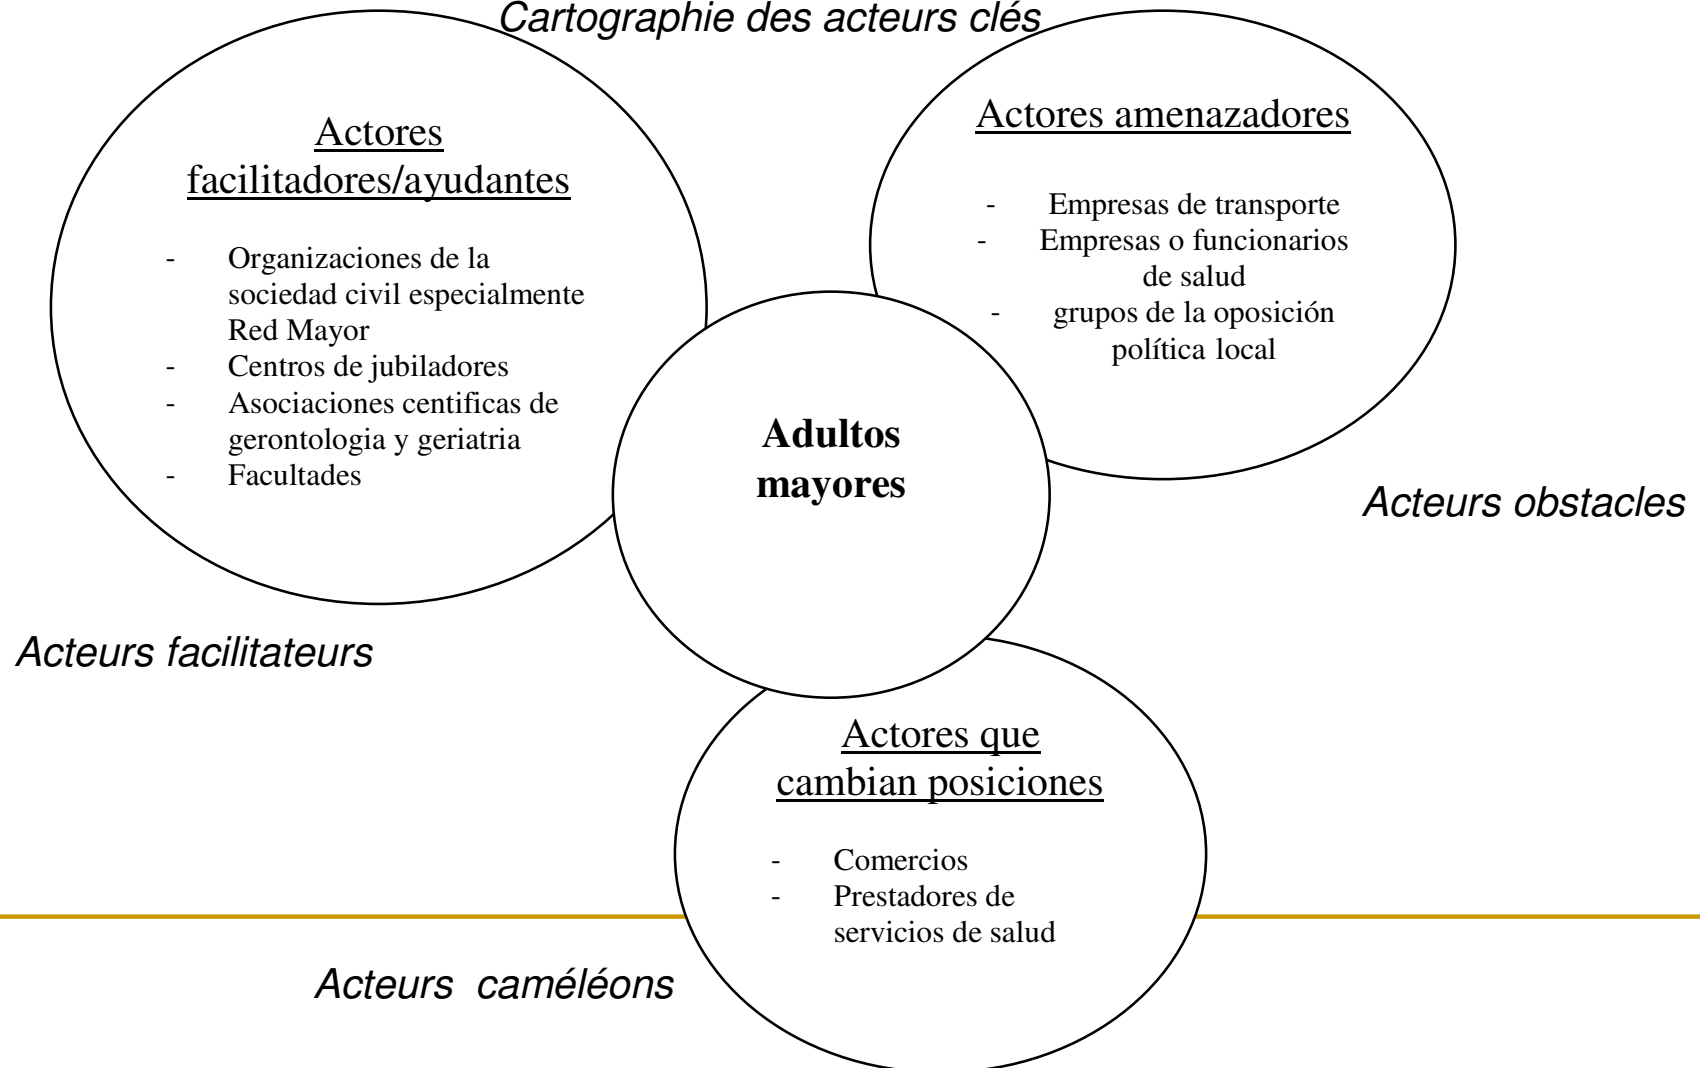 Cartographie des acteurs clés
Actores
facilitadores/ayudantes
- Organizaciones de la
sociedad civil especialmente
Red Mayor
- Centros de jubiladores
- Asociaciones centificas de
gerontologia y geriatria
- Facultades
Acteurs facilitateurs
Actores amenazadores
- Empresas de transporte
- Empresas o funcionarios
de salud
- grupos de la oposición
política local
Acteurs obstacles
Adultos
mayores
Actores que
cambian posiciones
- Comercios
- Prestadores de
servicios de salud
Acteurs caméléons